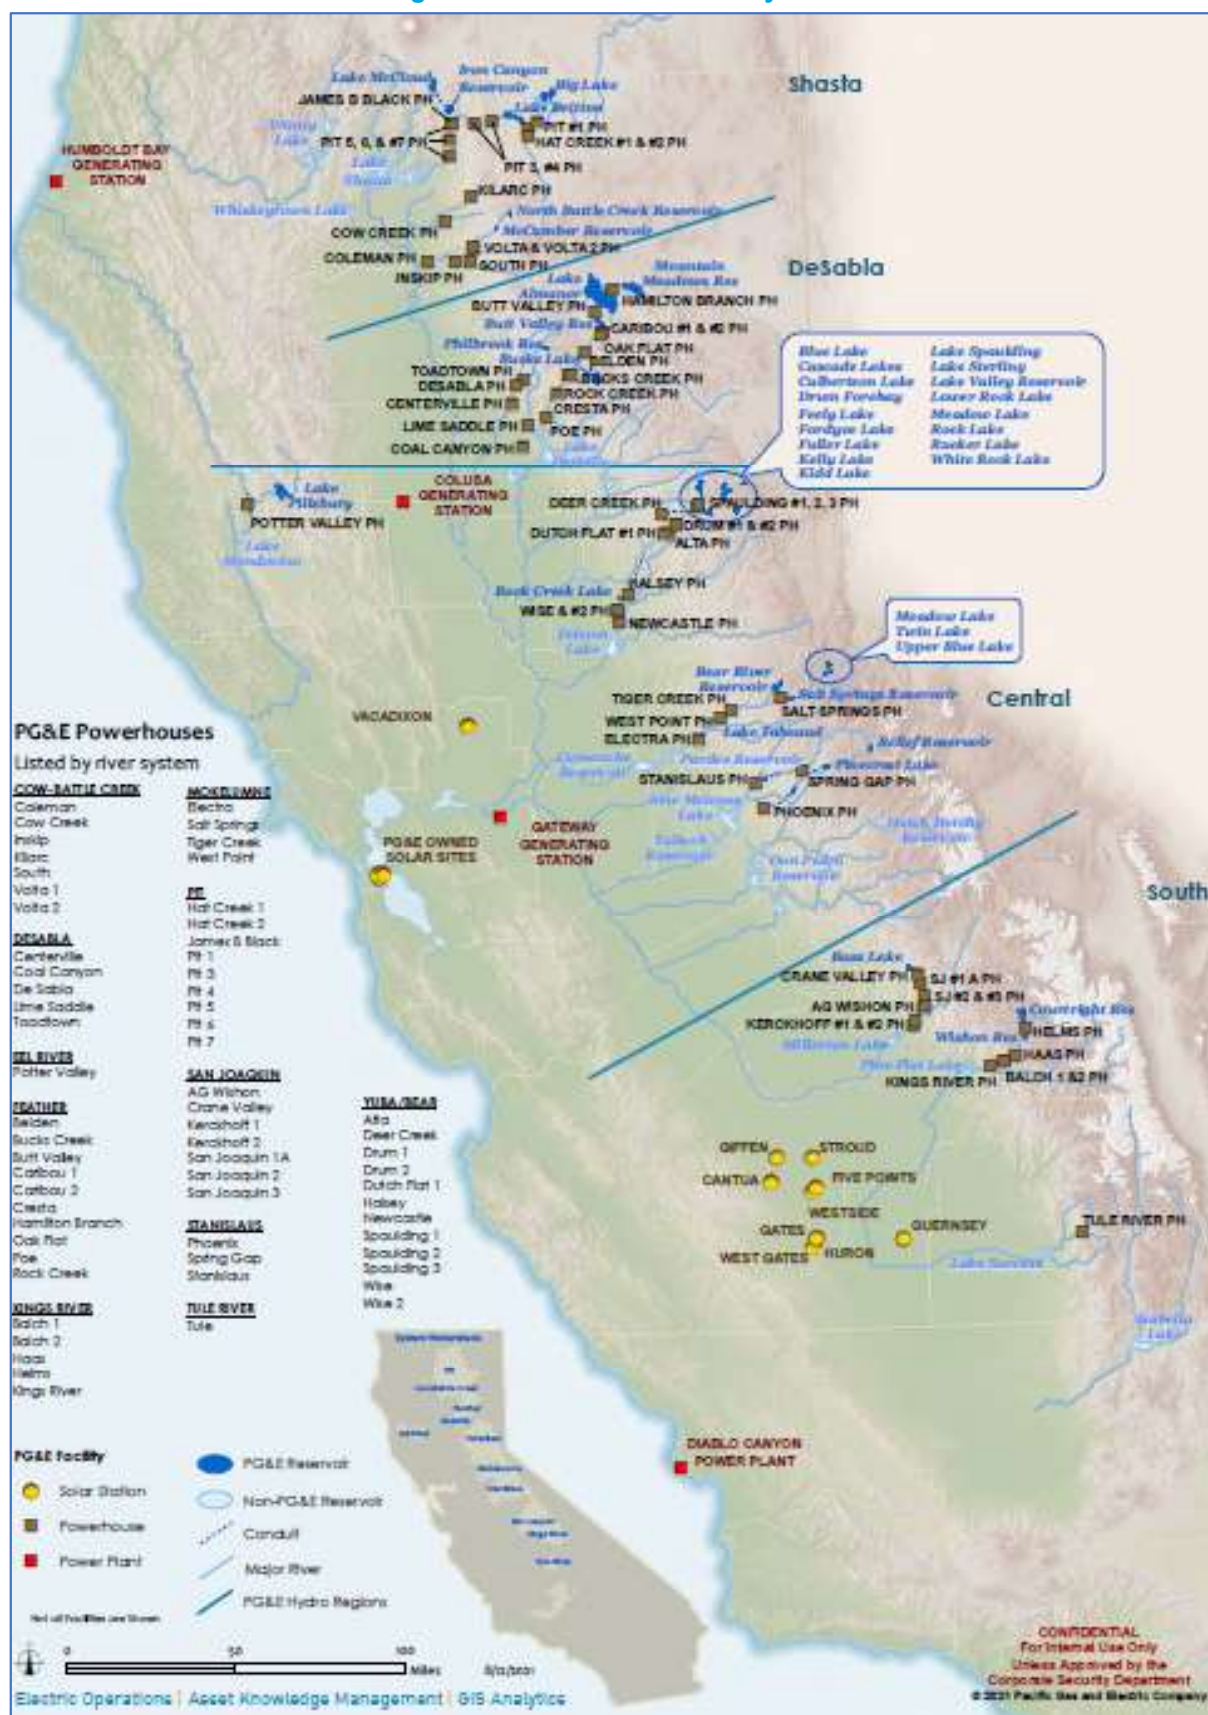 Shasta
Lake McCloud
Iron Canyon
Reservoir
Big Lake
JAMES B BLACK PH
Lake Britton
PIT #1 PH
PIT 5, 6, & #7 PH
HAT CREEK #1 & #2 PH
PIT 3, #4 PH
Lake
Shasta
HUMBOLDT BAY
GENERATING
STATION
KILARC PH
Whiskeytown Lake
North Battle Creek Reservoir
COW CREEK PH
McCumber Reservoir
VOLTA & VOLTA 2 PH
COLEMAN PH
SOUTH PH
INSKIP PH
DeSabla
Lake
Almanor
Mountain
Meadows Res
HAMILTON BRANCH PH
BUTT VALLEY PH
Butt Valley Res
CARIBOU #1 & #2 PH
Philbrook Res
OAK FLAT PH
Bucks Lake
BELDEN PH
TOADTOWN PH
BUCKS CREEK PH
DESABLA PH
ROCK CREEK PH
CENTERVILLE PH
CRESTA PH
LIME SADDLE PH
POE PH
COAL CANYON PH
Blue Lake
Cascade Lakes
Culbertson Lake
Drum Forebay
Feely Lake
Fordyce Lake
Fuller Lake
Kelly Lake
Kidd Lake
Lake Spaulding
Lake Sterling
Lake Valley Reservoir
Lower Rock Lake
Meadow Lake
Rock Lake
Rucker Lake
White Rock Lake
Lake
Pillsbury
POTTER VALLEY PH
COLUSA
GENERATING
STATION
DEER CREEK PH
SPAULDING #1, 2, 3 PH
DRUM #1 & #2 PH
DUTCH FLAT #1 PH
ALTA PH
Lake
Mendocino
HALSEY PH
Rock Creek Lake
WISE & #2 PH
NEWCASTLE PH
Folsom
Lake
Meadow Lake
Twin Lake
Upper Blue Lake
Central
Bear River
Reservoir
Salt Springs Reservoir
TIGER CREEK PH
SALT SPRINGS PH
WEST POINT PH
Lake Tabeaud
ELECTRA PH
VACADIXON
Relief Reservoir
Camanche
Reservoir
Pardee Reservoir
Pinecrest Lake
STANISLAUS PH
SPRING GAP PH
New Melones
Lake
PHOENIX PH
Hetch Hetchy
Reservoir
Don Pedro
Reservoir
GATEWAY
GENERATING
STATION
PG&E OWNED
SOLAR SITES
South
Bass Lake
CRANE VALLEY PH
SJ #1 A PH
SJ #2 & #3 PH
AG WISHON PH
KERCKHOFF #1 & #2 PH
Courtright Res
Millerton Lake
Wishon Res
HELMS PH
HAAS PH
Pine Flat Lake
KINGS RIVER PH
BALCH 1 &2 PH
GIFFEN
STROUD
CANTUA
FIVE POINTS
WESTSIDE
GATES
GUERNSEY
WEST GATES
HURON
TULE RIVER PH
Lake Success
Isabella
Lake
DIABLO CANYON
POWER PLANT
PG&E Powerhouses
Listed by river system
COW-BATTLE CREEK
Coleman
Cow Creek
Inskip
Kilarc
South
Volta 1
Volta 2
DESABLA
Centerville
Coal Canyon
De Sabla
Lime Saddle
Toadtown
EEL RIVER
Potter Valley
FEATHER
Belden
Bucks Creek
Butt Valley
Caribou 1
Caribou 2
Cresta
Hamilton Branch
Oak Flat
Poe
Rock Creek
KINGS RIVER
Balch 1
Balch 2
Haas
Helms
Kings River
MOKELUMNE
Electra
Salt Springs
Tiger Creek
West Point
PIT
Hat Creek 1
Hat Creek 2
James B Black
Pit 1
Pit 3
Pit 4
Pit 5
Pit 6
Pit 7
SAN JOAQUIN
AG Wishon
Crane Valley
Kerckhoff 1
Kerckhoff 2
San Joaquin 1A
San Joaquin 2
San Joaquin 3
STANISLAUS
Phoenix
Spring Gap
Stanislaus
TULE RIVER
Tule
YUBA/BEAR
Alta
Deer Creek
Drum 1
Drum 2
Dutch Flat 1
Halsey
Newcastle
Spaulding 1
Spaulding 2
Spaulding 3
Wise
Wise 2
PG&E Facility
Solar Station
Powerhouse
Power Plant
PG&E Reservoir
Non-PG&E Reservoir
Conduit
Major River
PG&E Hydro Regions
Not all Facilities are Shown
0 50 100
Miles
Electric Operations | Asset Knowledge Management | GIS Analytics
CONFIDENTIAL
For Internal Use Only
Unless Approved by the
Corporate Security Department
© 2021 Pacific Gas and Electric Company